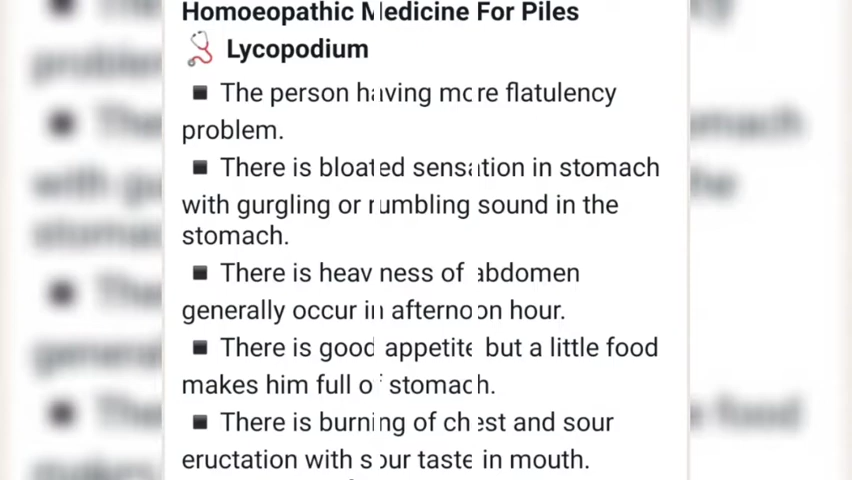 Homoeopathic Medicine For Piles
🩺 Lycopodium
▪️ The person having more flatulency
problem.
▪️ There is bloated sensation in stomach
with gurgling or rumbling sound in the
stomach.
▪️ There is heaviness of abdomen
generally occur in afternoon hour.
▪️ There is good appetite but a little food
makes him full of stomach.
▪️ There is burning of chest and sour
eructation with sour taste in mouth.